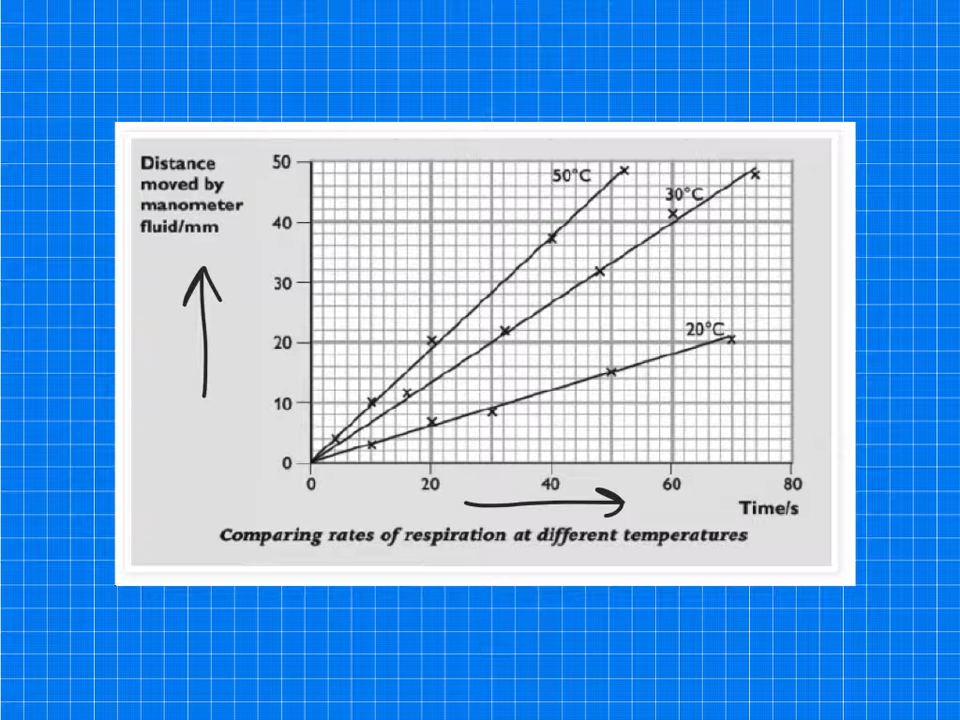 Distance
moved by
manometer
fluid/mm
50
40
30
20
10
0
50°C
30°C
20°C
0 20 40 60 80
Time/s
Comparing rates of respiration at different temperatures